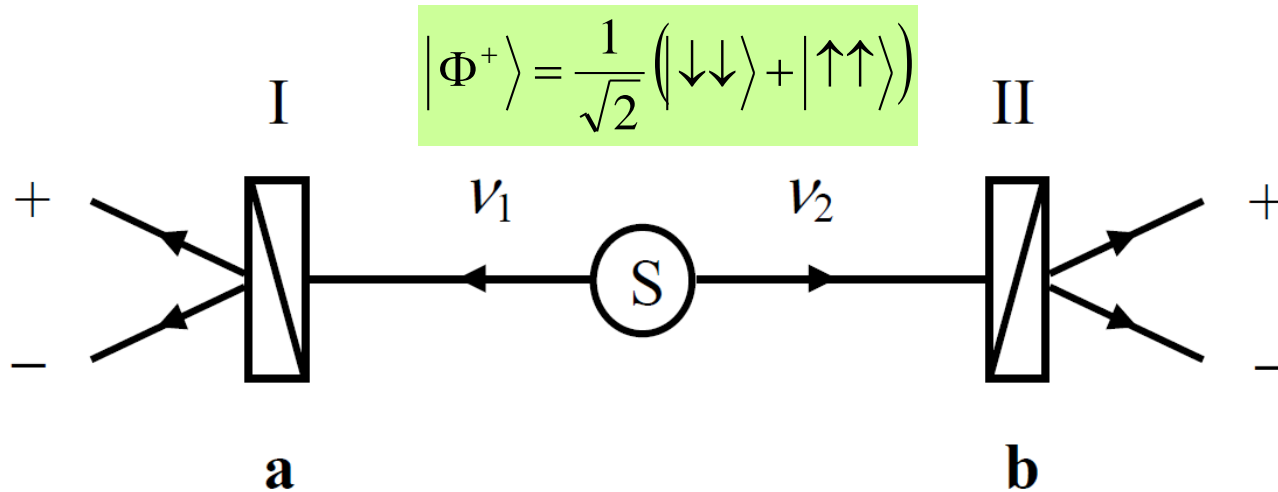 |Φ⁺⟩ = 1/√2 (|↓↓⟩ + |↑↑⟩)
I II
ν₁ ν₂
+ +
S
− −
a b